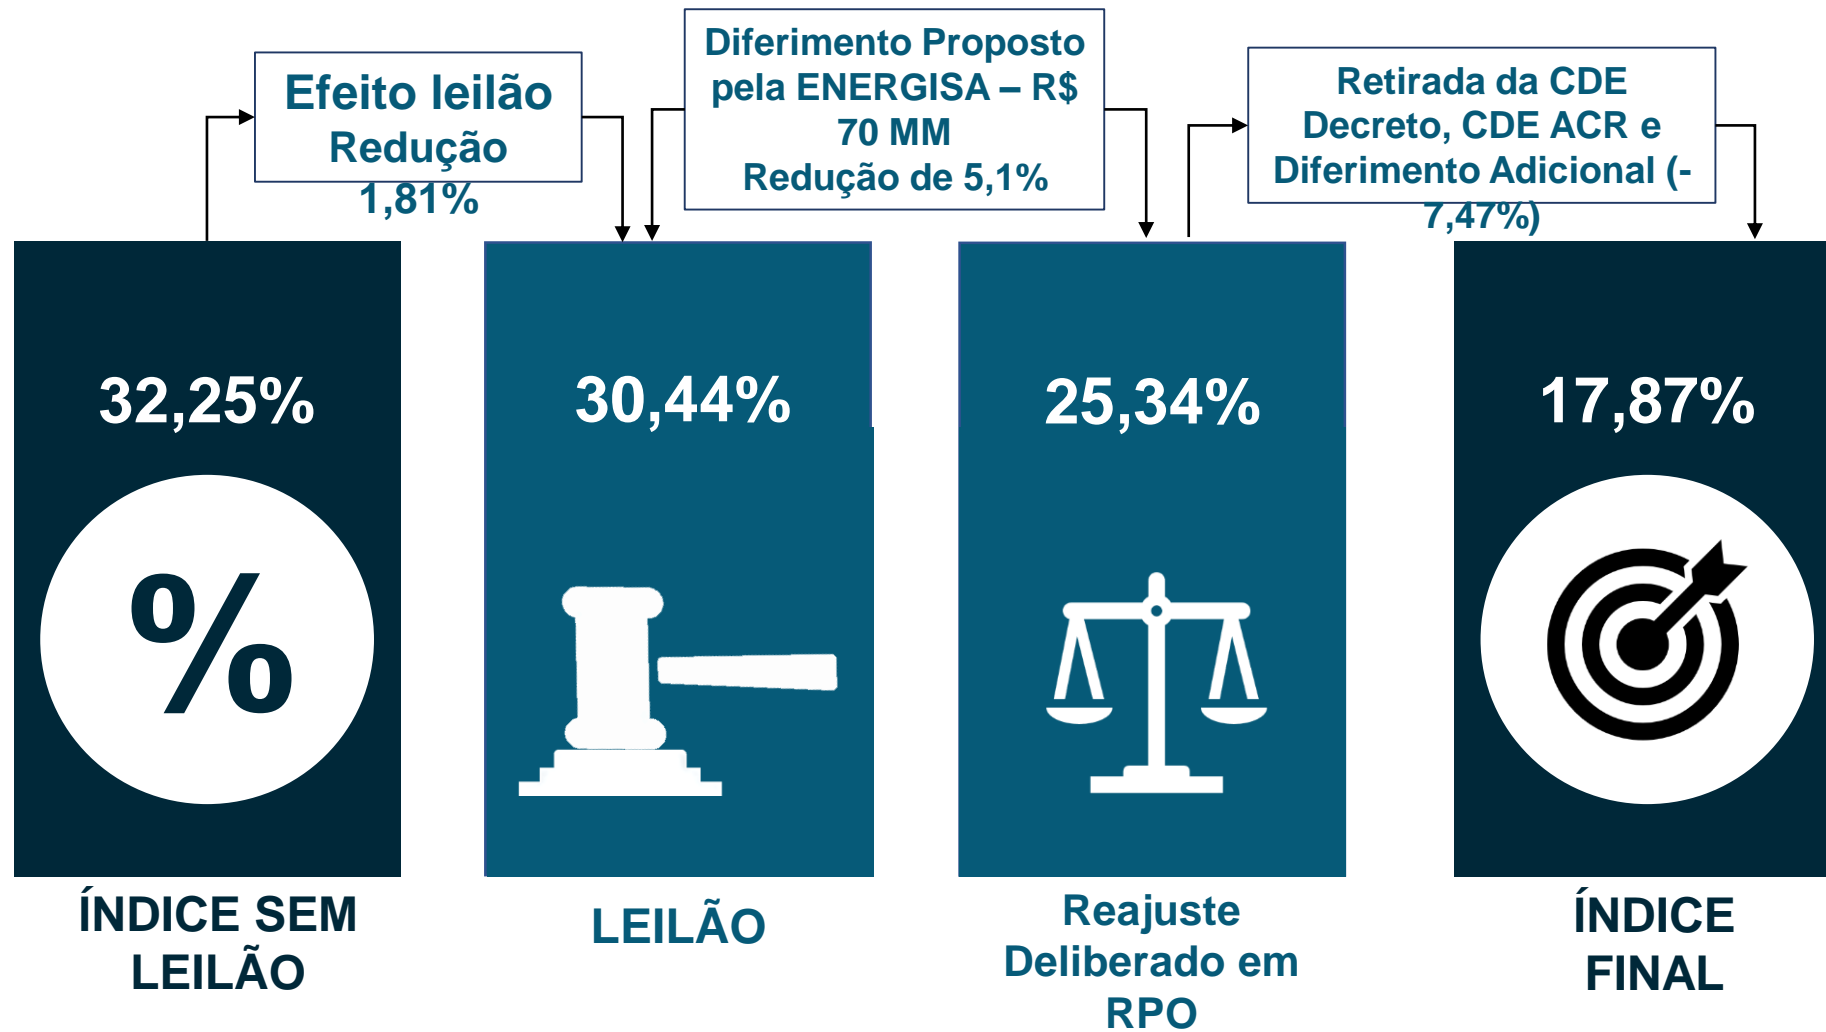 Efeito leilão
Redução
1,81%
Diferimento Proposto
pela ENERGISA – R$
70 MM
Redução de 5,1%
Retirada da CDE
Decreto, CDE ACR e
Diferimento Adicional (-
7,47%)
32,25%
30,44%
25,34%
17,87%
%
ÍNDICE SEM
LEILÃO
LEILÃO
Reajuste
Deliberado em
RPO
ÍNDICE
FINAL